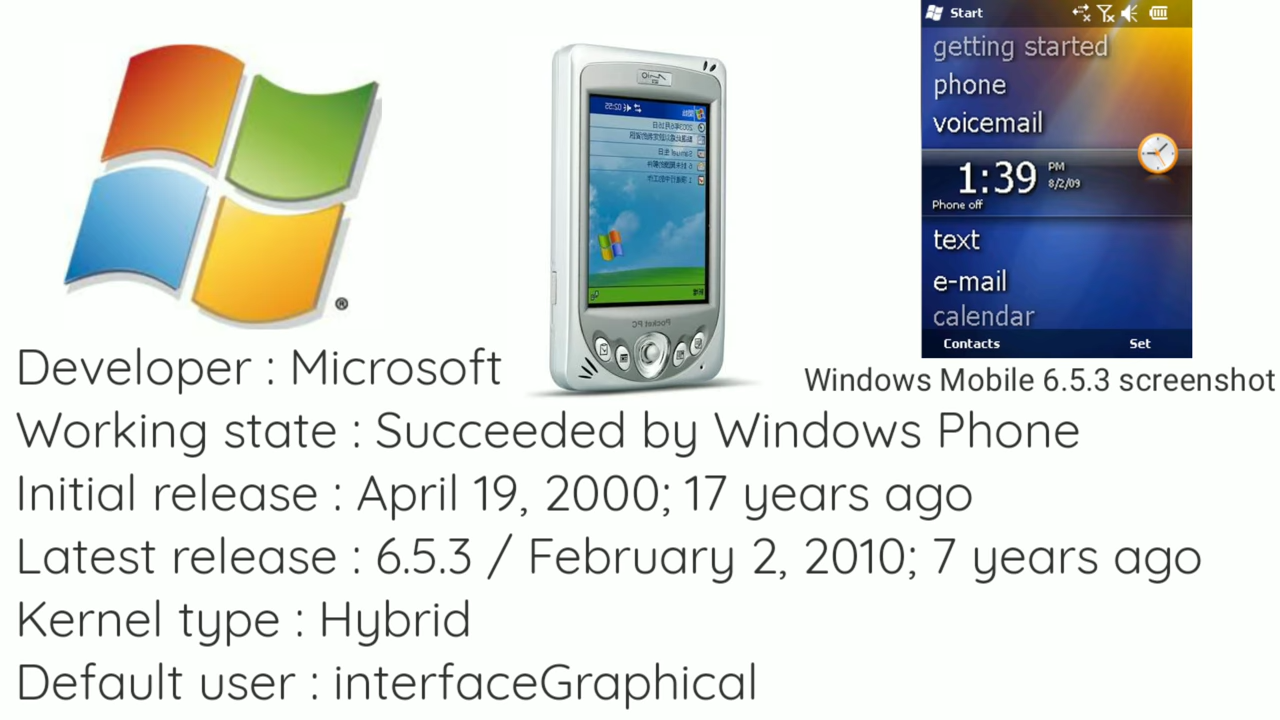 ®
Mio
Pocket PC
Start
getting started
phone
voicemail
1:39 PM
8/2/09
Phone off
text
e-mail
calendar
Contacts Set
Windows Mobile 6.5.3 screenshot
Developer : Microsoft
Working state : Succeeded by Windows Phone
Initial release : April 19, 2000; 17 years ago
Latest release : 6.5.3 / February 2, 2010; 7 years ago
Kernel type : Hybrid
Default user : interfaceGraphical